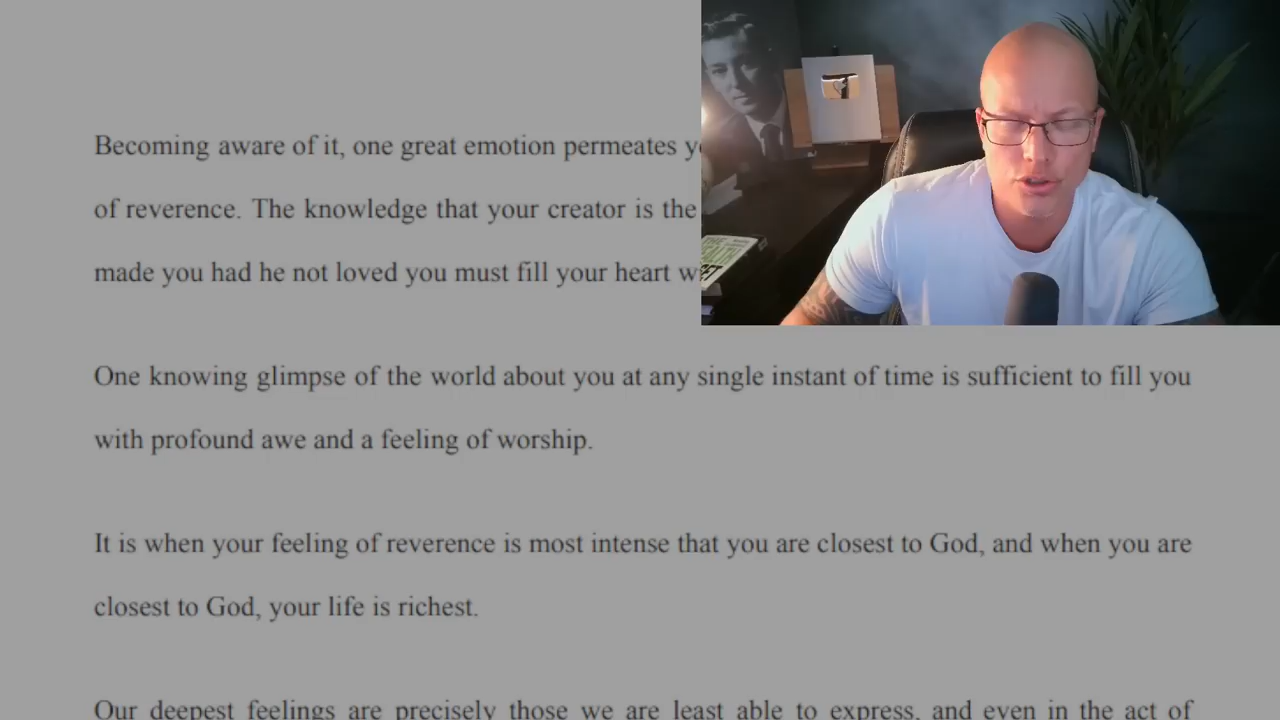 Becoming aware of it, one great emotion permeates
of reverence. The knowledge that your creator is the
made you had he not loved you must fill your heart
One knowing glimpse of the world about you at any single instant of time is sufficient to fill you
with profound awe and a feeling of worship.
It is when your feeling of reverence is most intense that you are closest to God, and when you are
closest to God, your life is richest.
Our deepest feelings are precisely those we are least able to express, and even in the act of